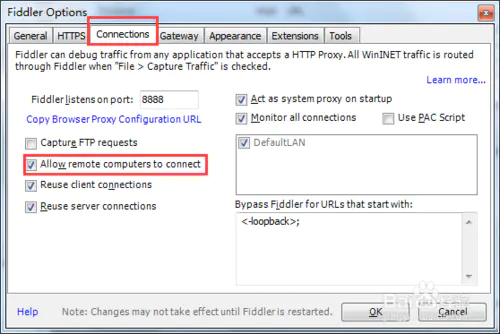 Fiddler Options
General HTTPS Connections Gateway Appearance Extensions Tools
Fiddler can debug traffic from any application that accepts a HTTP Proxy. All WinINET traffic is routed
through Fiddler when "File > Capture Traffic" is checked.
Learn more...
Fiddler listens on port: 8888
Copy Browser Proxy Configuration URL
Capture FTP requests
Allow remote computers to connect
Reuse client connections
Reuse server connections
Act as system proxy on startup
Monitor all connections Use PAC Script
DefaultLAN
Bypass Fiddler for URLs that start with:
<-loopback>;
Help Note: Changes may not take effect until Fiddler is restarted. OK Cancel